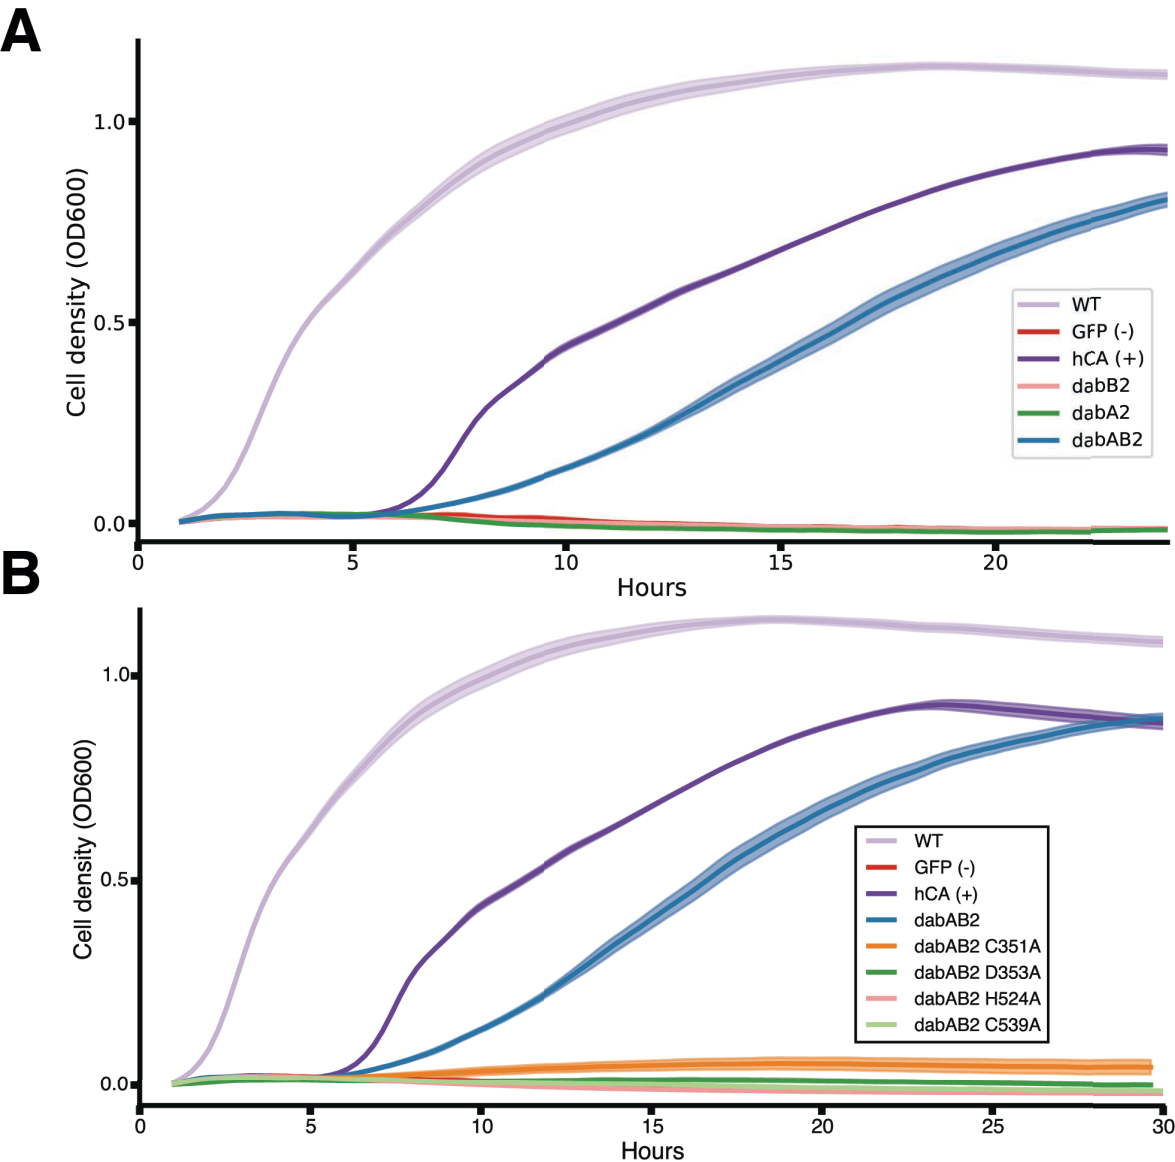 A
Cell density (OD600)
1.0
0.5
0.0
WT
GFP (-)
hCA (+)
dabB2
dabA2
dabAB2
0 5 10 15 20
Hours
B
Cell density (OD600)
1.0
0.5
0.0
WT
GFP (-)
hCA (+)
dabAB2
dabAB2 C351A
dabAB2 D353A
dabAB2 H524A
dabAB2 C539A
0 5 10 15 20 25 30
Hours